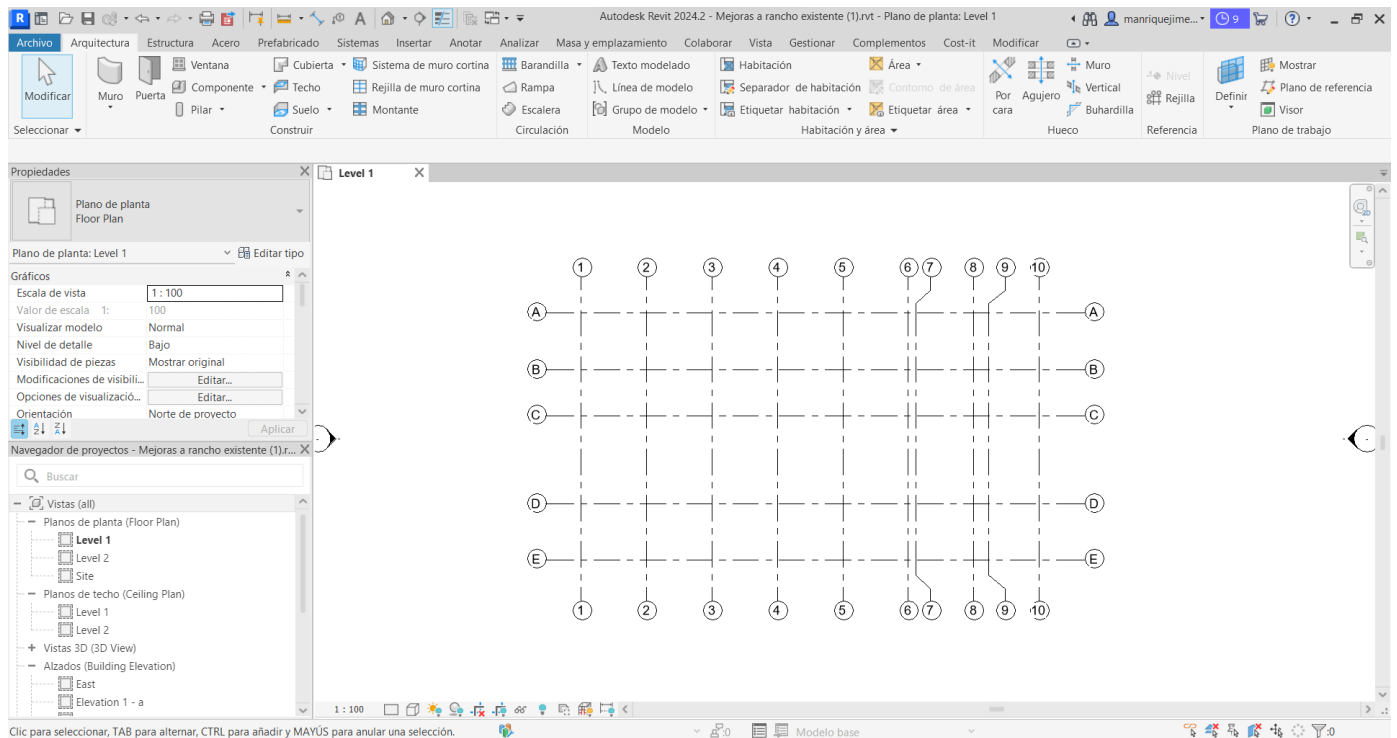 Autodesk Revit 2024.2 - Mejoras a rancho existente (1).rvt - Plano de planta: Level 1
manriquejime...
9
Archivo Arquitectura Estructura Acero Prefabricado Sistemas Insertar Anotar Analizar Masa y emplazamiento Colaborar Vista Gestionar Complementos Cost-it Modificar
Modificar
Muro
Puerta
Ventana
Componente
Pilar
Cubierta
Techo
Suelo
Sistema de muro cortina
Rejilla de muro cortina
Montante
Barandilla
Rampa
Escalera
Texto modelado
Línea de modelo
Grupo de modelo
Habitación
Separador de habitación
Etiquetar habitación
Área
Contorno de área
Etiquetar área
Por cara
Agujero
Muro
Vertical
Buhardilla
Nivel
Rejilla
Definir
Mostrar
Plano de referencia
Visor
Seleccionar Construir Circulación Modelo Habitación y área Hueco Referencia Plano de trabajo
Propiedades
Plano de planta
Floor Plan
Plano de planta: Level 1 Editar tipo
Gráficos
Escala de vista 1 : 100
Valor de escala 1: 100
Visualizar modelo Normal
Nivel de detalle Bajo
Visibilidad de piezas Mostrar original
Modificaciones de visibili... Editar...
Opciones de visualizació... Editar...
Orientación Norte de proyecto
Aplicar
Navegador de proyectos - Mejoras a rancho existente (1).r...
Buscar
Vistas (all)
Planos de planta (Floor Plan)
Level 1
Level 2
Site
Planos de techo (Ceiling Plan)
Level 1
Level 2
Vistas 3D (3D View)
Alzados (Building Elevation)
East
Elevation 1 - a
Level 1
1 2 3 4 5 6 7 8 9 10
A A
B B
C C
D D
E E
1 2 3 4 5 6 7 8 9 10
1 : 100
Clic para seleccionar, TAB para alternar, CTRL para añadir y MAYÚS para anular una selección.
:0
Modelo base
:0